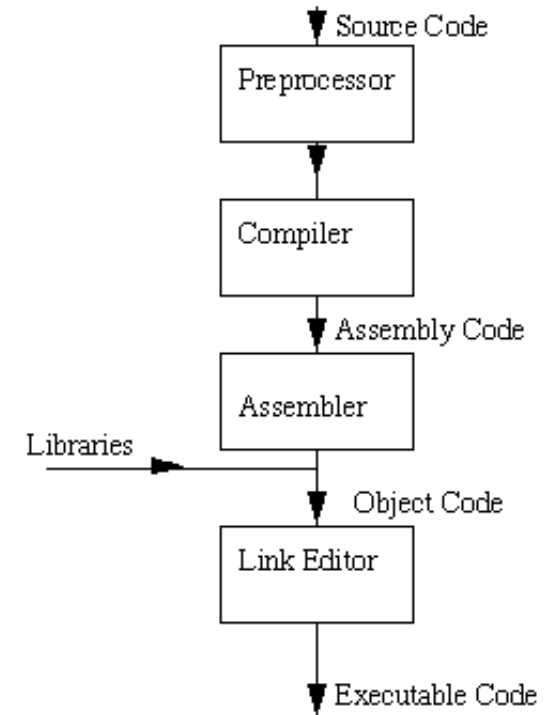 Source Code
Preprocessor
Compiler
Assembly Code
Assembler
Libraries
Object Code
Link Editor
Executable Code